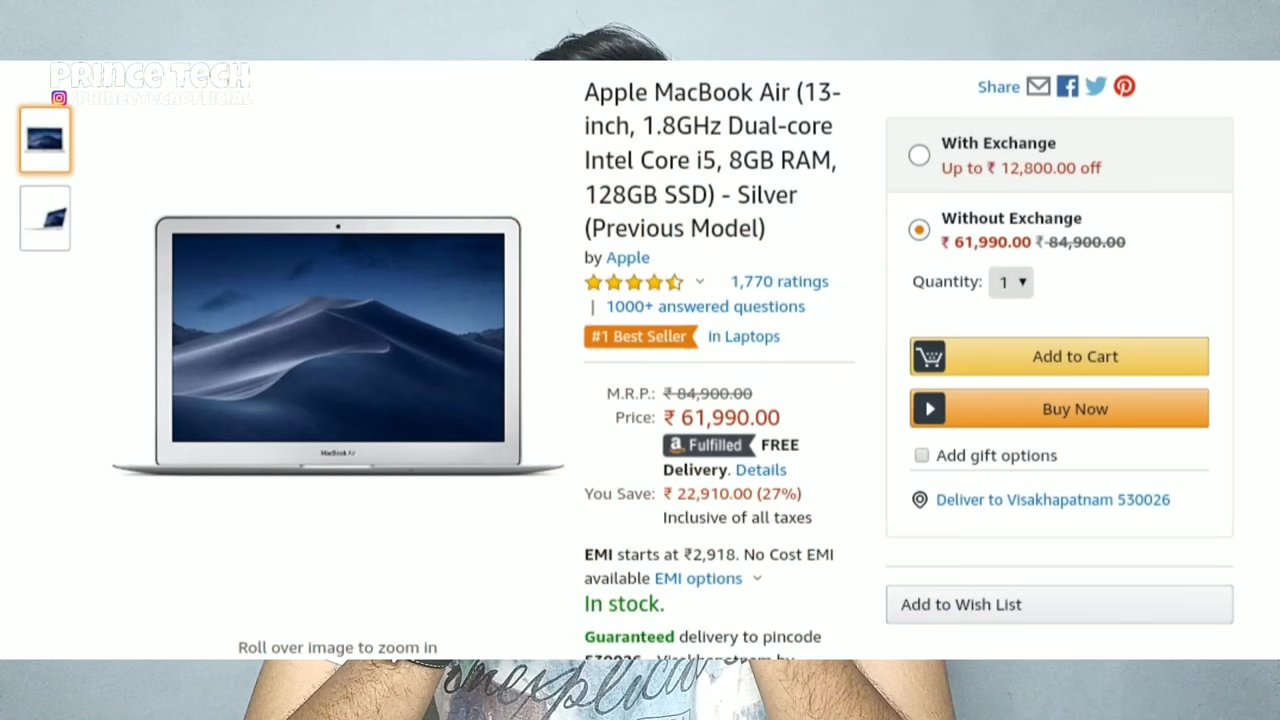 PRINCE TECH
/PRINCETECHOFFICIAL
Apple MacBook Air (13-
inch, 1.8GHz Dual-core
Intel Core i5, 8GB RAM,
128GB SSD) - Silver
(Previous Model)
by Apple
1,770 ratings
| 1000+ answered questions
#1 Best Seller in Laptops
M.R.P.: ₹ 84,900.00
Price: ₹ 61,990.00
a Fulfilled FREE
Delivery. Details
You Save: ₹ 22,910.00 (27%)
Inclusive of all taxes
EMI starts at ₹2,918. No Cost EMI
available EMI options
In stock.
Guaranteed delivery to pincode
MacBook Air
Roll over image to zoom in
Share
With Exchange
Up to ₹ 12,800.00 off
Without Exchange
₹ 61,990.00 ₹ 84,900.00
Quantity: 1
Add to Cart
Buy Now
Add gift options
Deliver to Visakhapatnam 530026
Add to Wish List